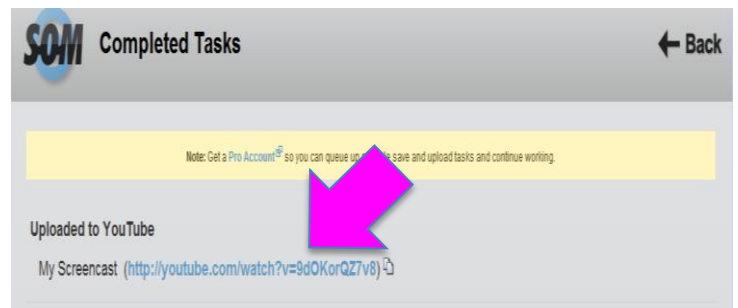 SOM Completed Tasks Back
Note: Get a Pro Account so you can queue up save and upload tasks and continue working.
Uploaded to YouTube
My Screencast (http://youtube.com/watch?v=9dOKorQZ7v8)